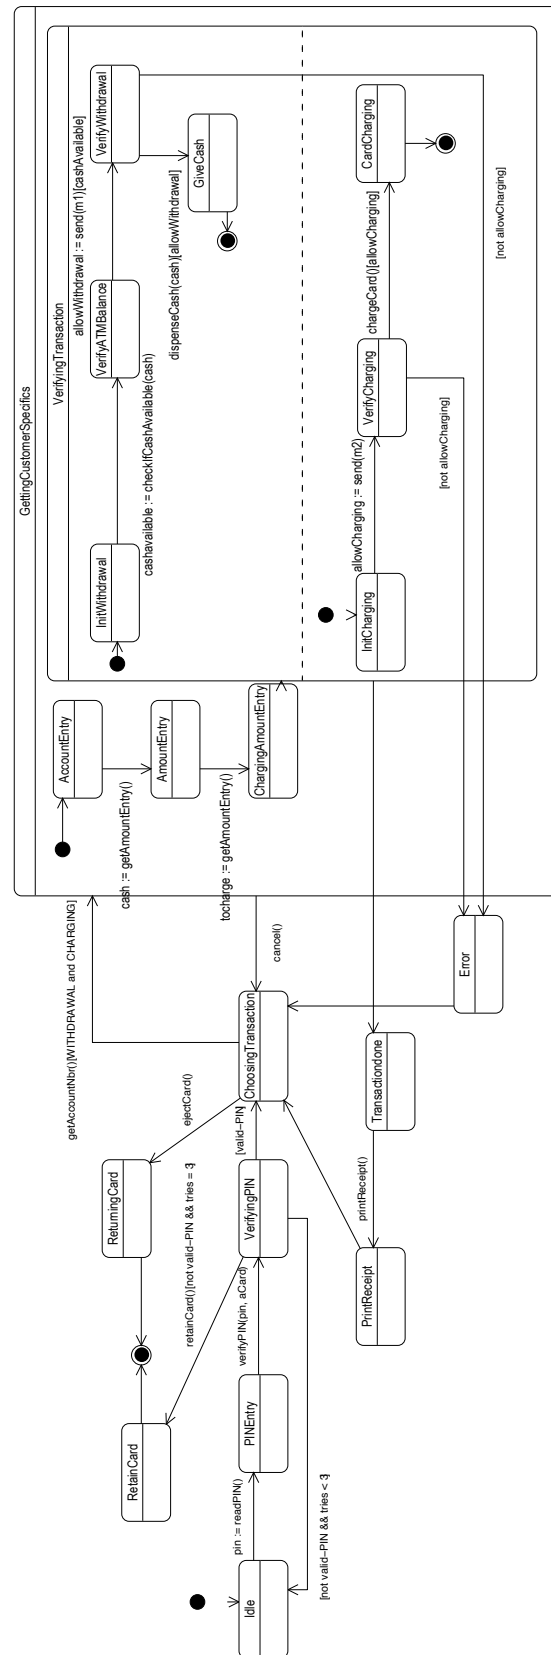 GettingCustomerSpecifics
VerifyingTransaction
VerifyWithdrawal
allowWithdrawal := send(m1)[cashAvailable]
GiveCash
dispenseCash(cash)[allowWithdrawal]
VerifyATMBalance
cashavailable := checkIfCashAvailable(cash)
InitWithdrawal
CardCharging
chargeCard()[allowCharging]
[not allowCharging]
VerifyCharging
[not allowCharging]
allowCharging := send(m2)
InitCharging
AccountEntry
cash := getAmountEntry()
AmountEntry
tocharge := getAmountEntry()
ChargingAmountEntry
getAccountNbr()[WITHDRAWAL and CHARGING]
cancel()
Error
ChoosingTransaction
ejectCard()
Transactiondone
[valid–PIN]
ReturningCard
VerifyingPIN
printReceipt()
retainCard()[not valid–PIN && tries = 3]
verifyPIN(pin, aCard)
PrintReceipt
PINEntry
RetainCard
pin := readPIN()
[not valid–PIN && tries < 3]
Idle